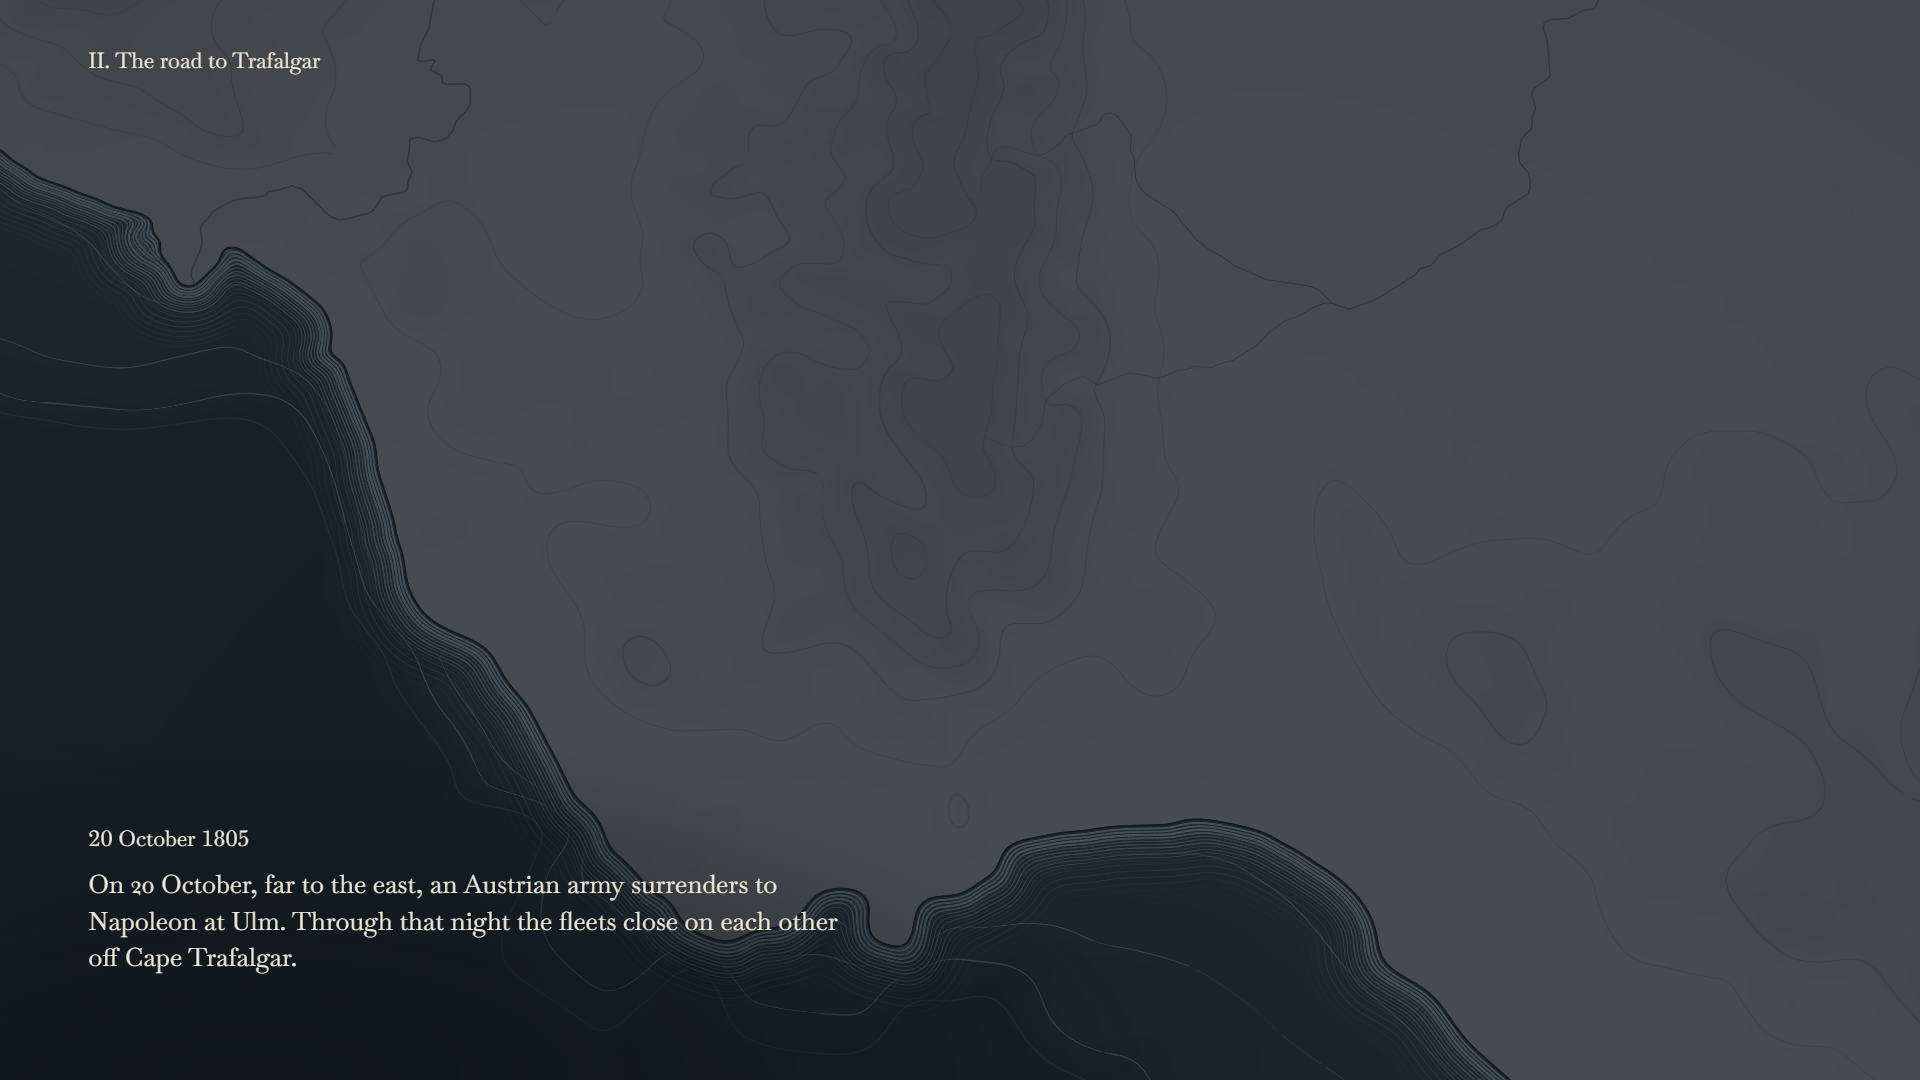 II. The road to Trafalgar
20 October 1805
On 20 October, far to the east, an Austrian army surrenders to
Napoleon at Ulm. Through that night the fleets close on each other
off Cape Trafalgar.